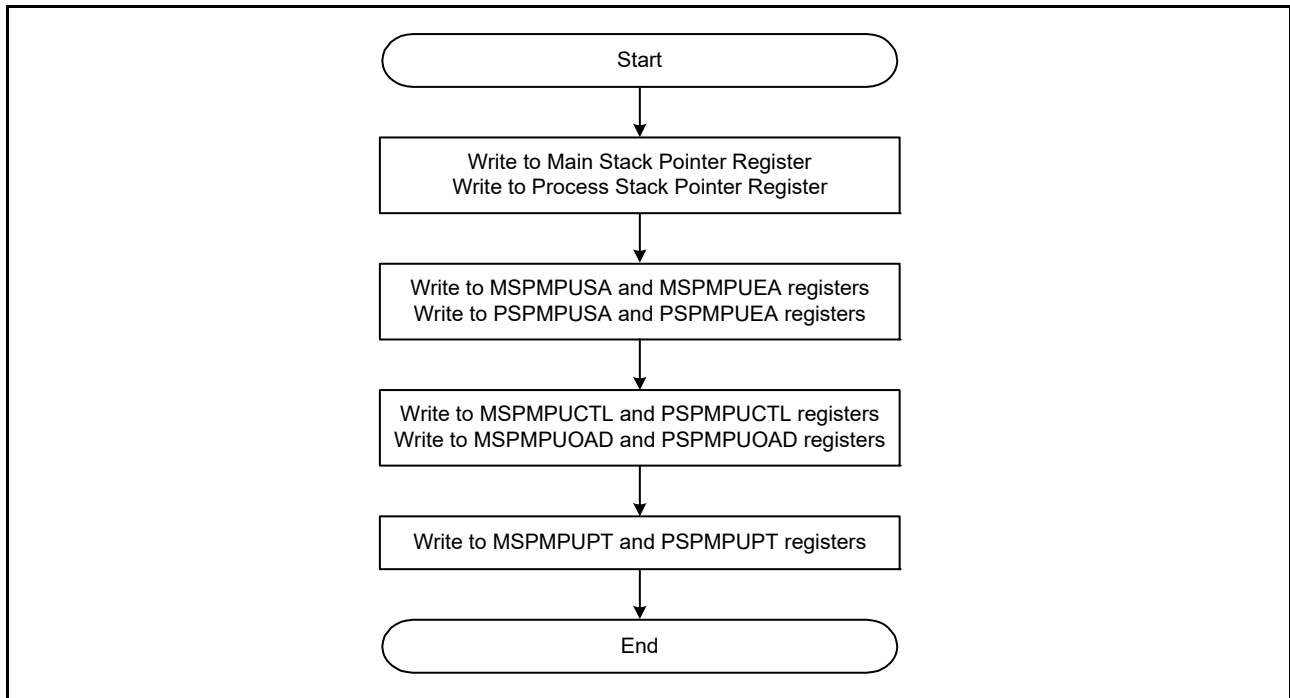 Start
Write to Main Stack Pointer Register
Write to Process Stack Pointer Register
Write to MSPMPUSA and MSPMPUEA registers
Write to PSPMPUSA and PSPMPUEA registers
Write to MSPMPUCTL and PSPMPUCTL registers
Write to MSPMPUOAD and PSPMPUOAD registers
Write to MSPMPUPT and PSPMPUPT registers
End